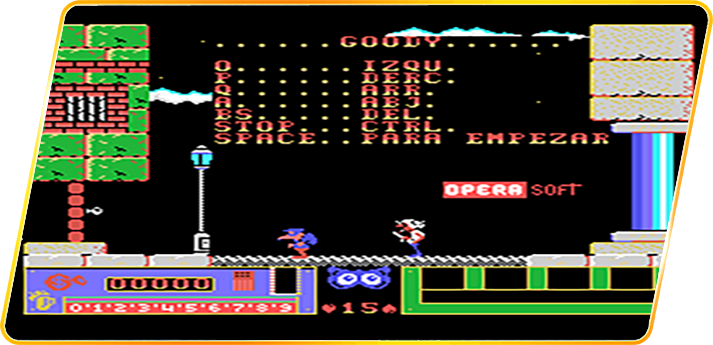 . . . . . . GOODY. . . . . .
O. . . . . . IZQU.
P. . . . . . DERC.
Q. . . . . . ARR.
A. . . . . . ABJ.
BS. . . . . DEL.
STOP. . . CTRL.
SPACE. . PARA EMPEZAR
OPERA SOFT
00000
15
0'1'2'3'4'5'6'7'8'9